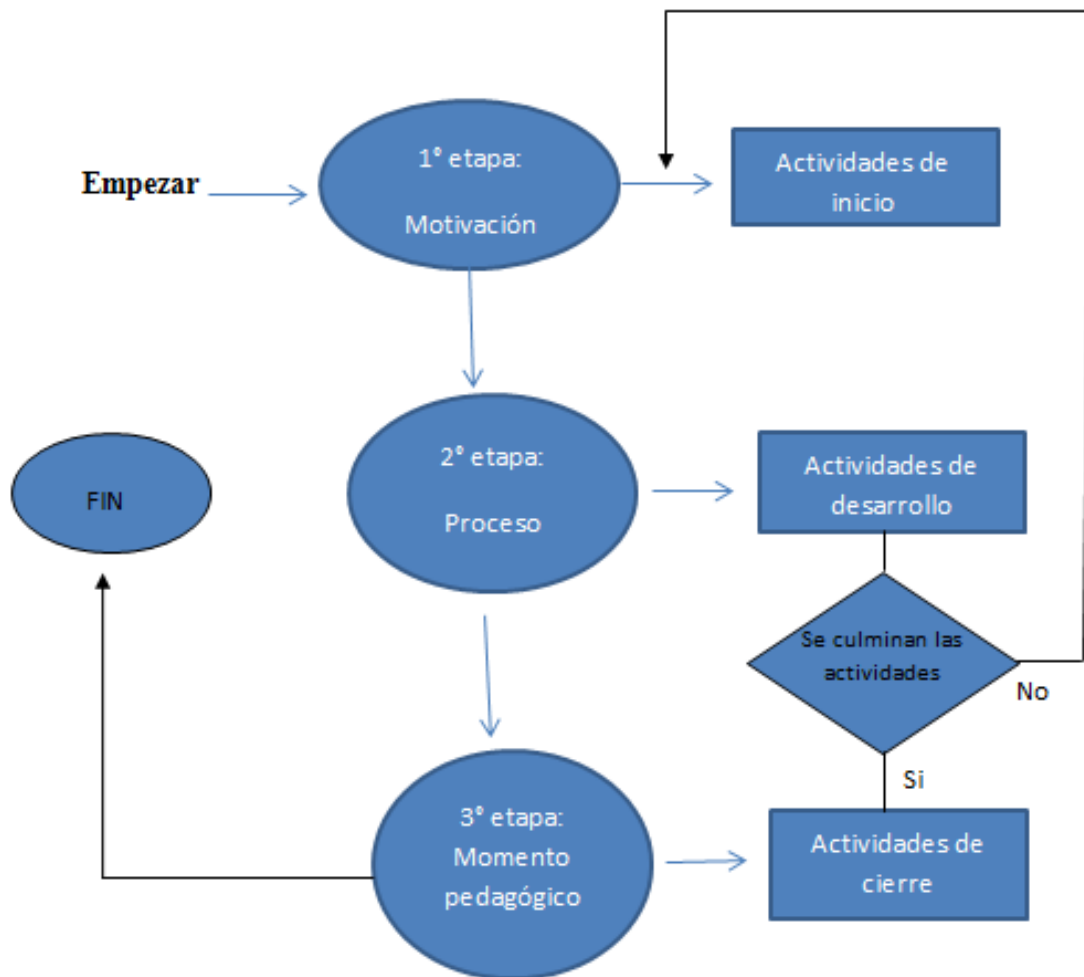 1° etapa:
Motivación
Empezar
Actividades de
inicio
2° etapa:
Proceso
Actividades de
desarrollo
FIN
Se culminan las
actividades
No
Si
3° etapa:
Momento
pedagógico
Actividades de
cierre